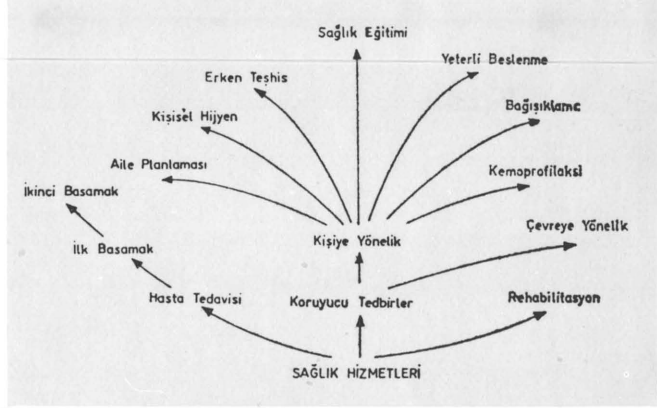 Sağlık Eğitimi
Yeterli Beslenme
Erken Teşhis
Bağışıklama
Kişisel Hijyen
Aile Planlaması
Kemoprofilaksi
İkinci Basamak
Çevreye Yönelik
Kişiye Yönelik
İlk Basamak
Hasta Tedavisi
Koruyucu Tedbirler
Rehabilitasyon
SAĞLIK HİZMETLERİ